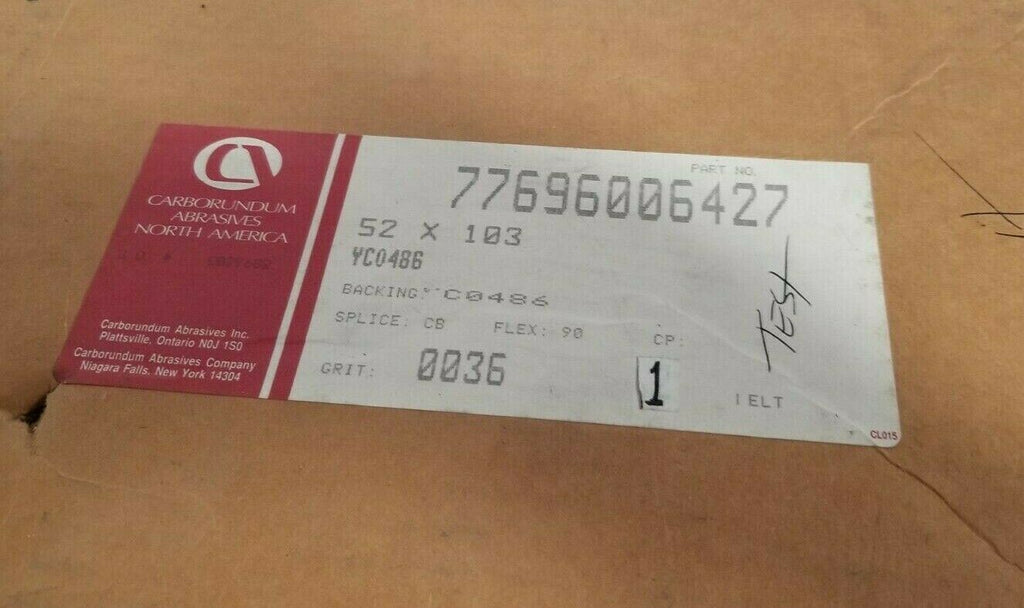 CARBORUNDUM
ABRASIVES
NORTH AMERICA
Carborundum Abrasives Inc.
Plattsville, Ontario N0J 1S0
Carborundum Abrasives Company
Niagara Falls, New York 14304
PART NO.
77696006427
52 X 103
YC0486
BACKING: C0486
SPLICE: CB FLEX: 90 CP:
GRIT: 0036 1 IELT
TEST
CL015